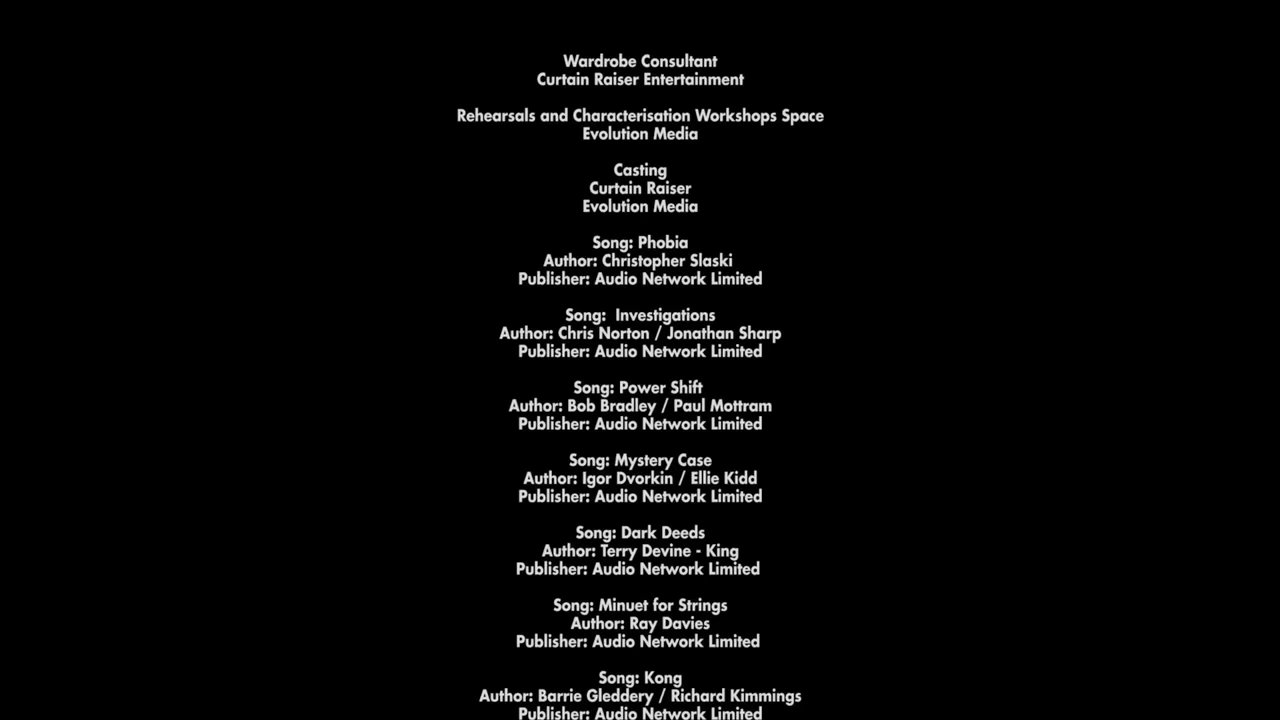 Wardrobe Consultant
Curtain Raiser Entertainment
Rehearsals and Characterisation Workshops Space
Evolution Media
Casting
Curtain Raiser
Evolution Media
Song: Phobia
Author: Christopher Slaski
Publisher: Audio Network Limited
Song:  Investigations
Author: Chris Norton / Jonathan Sharp
Publisher: Audio Network Limited
Song: Power Shift
Author: Bob Bradley / Paul Mottram
Publisher: Audio Network Limited
Song: Mystery Case
Author: Igor Dvorkin / Ellie Kidd
Publisher: Audio Network Limited
Song: Dark Deeds
Author: Terry Devine - King
Publisher: Audio Network Limited
Song: Minuet for Strings
Author: Ray Davies
Publisher: Audio Network Limited
Song: Kong
Author: Barrie Gleddery / Richard Kimmings
Publisher: Audio Network Limited